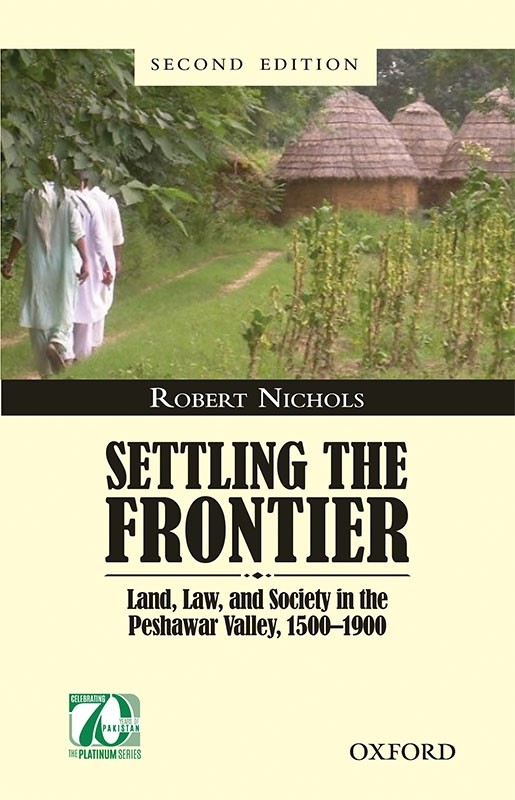 SECOND EDITION
ROBERT NICHOLS
SETTLING THE
FRONTIER
Land, Law, and Society in the
Peshawar Valley, 1500–1900
CELEBRATING
70
YEARS OF
PAKISTAN
THE PLATINUM SERIES
OXFORD